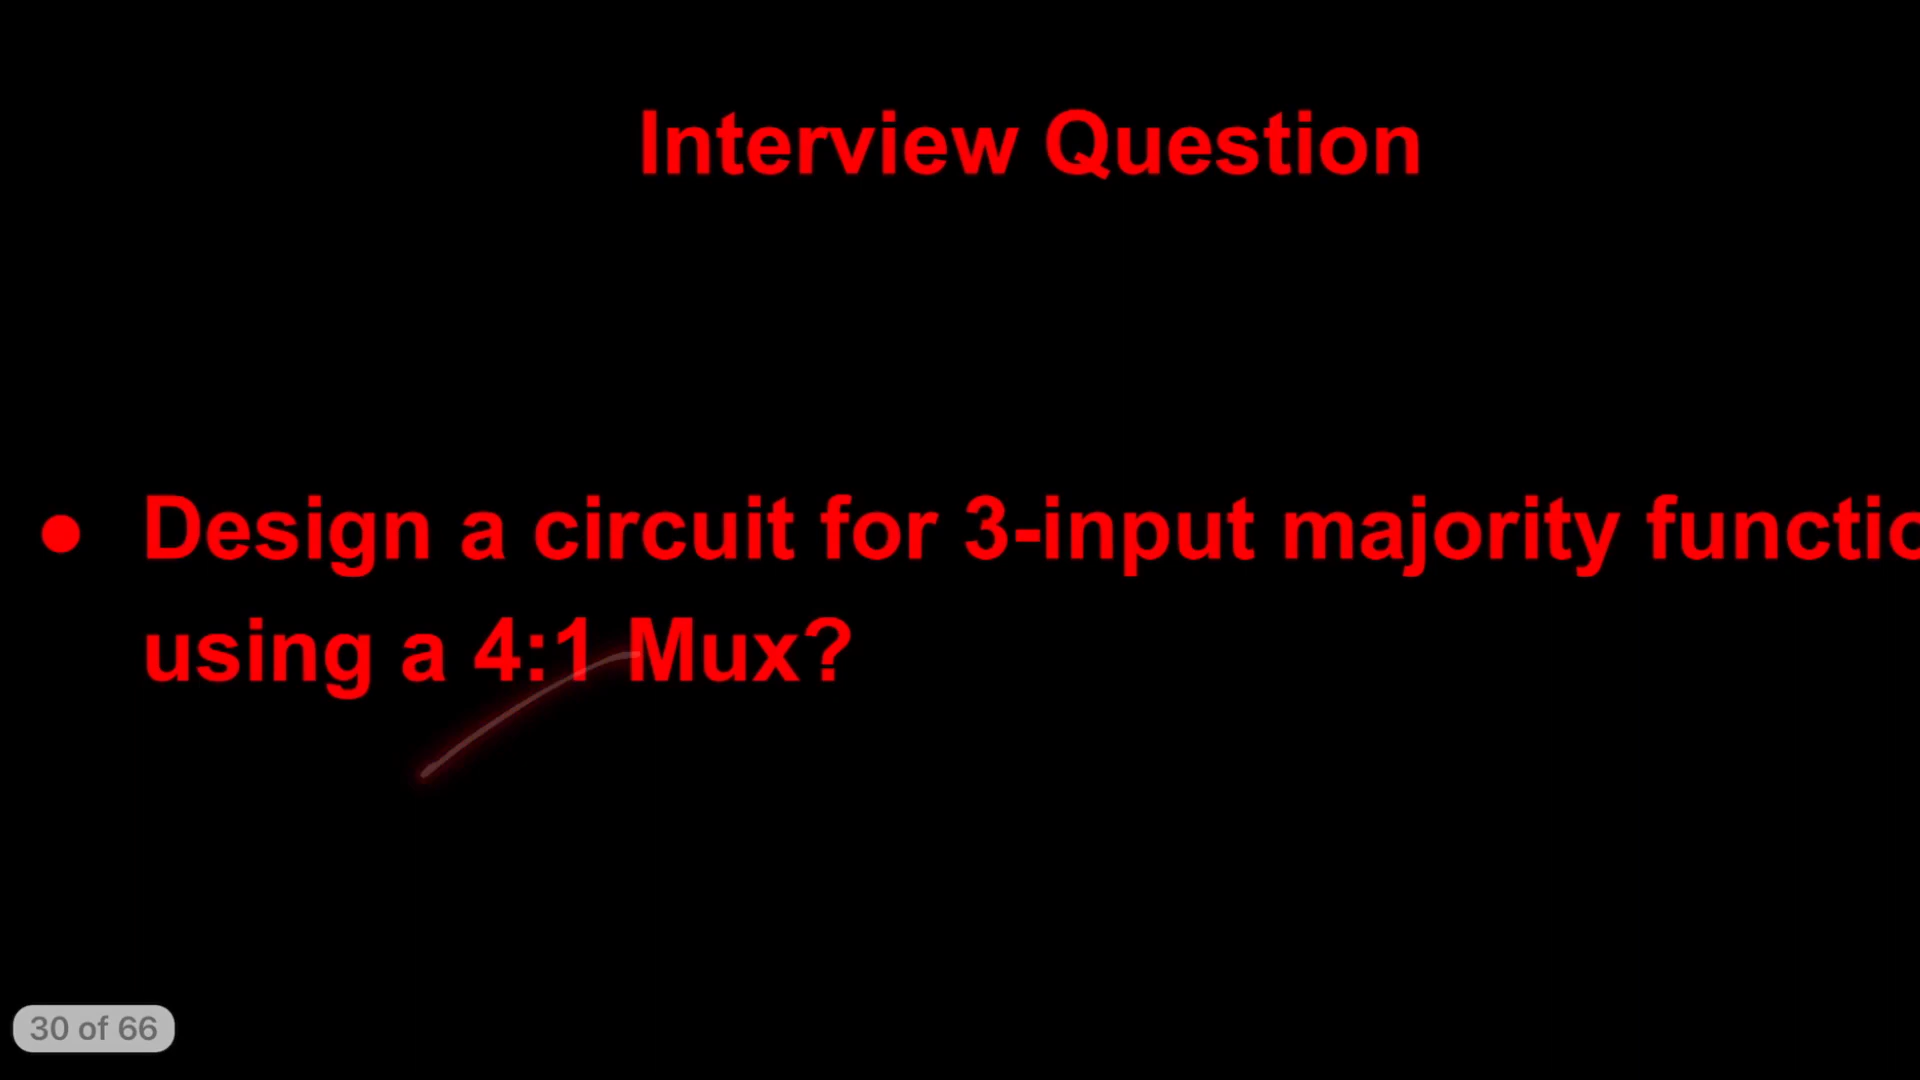 Interview Question
● Design a circuit for 3-input majority functio
using a 4:1 Mux?
30 of 66